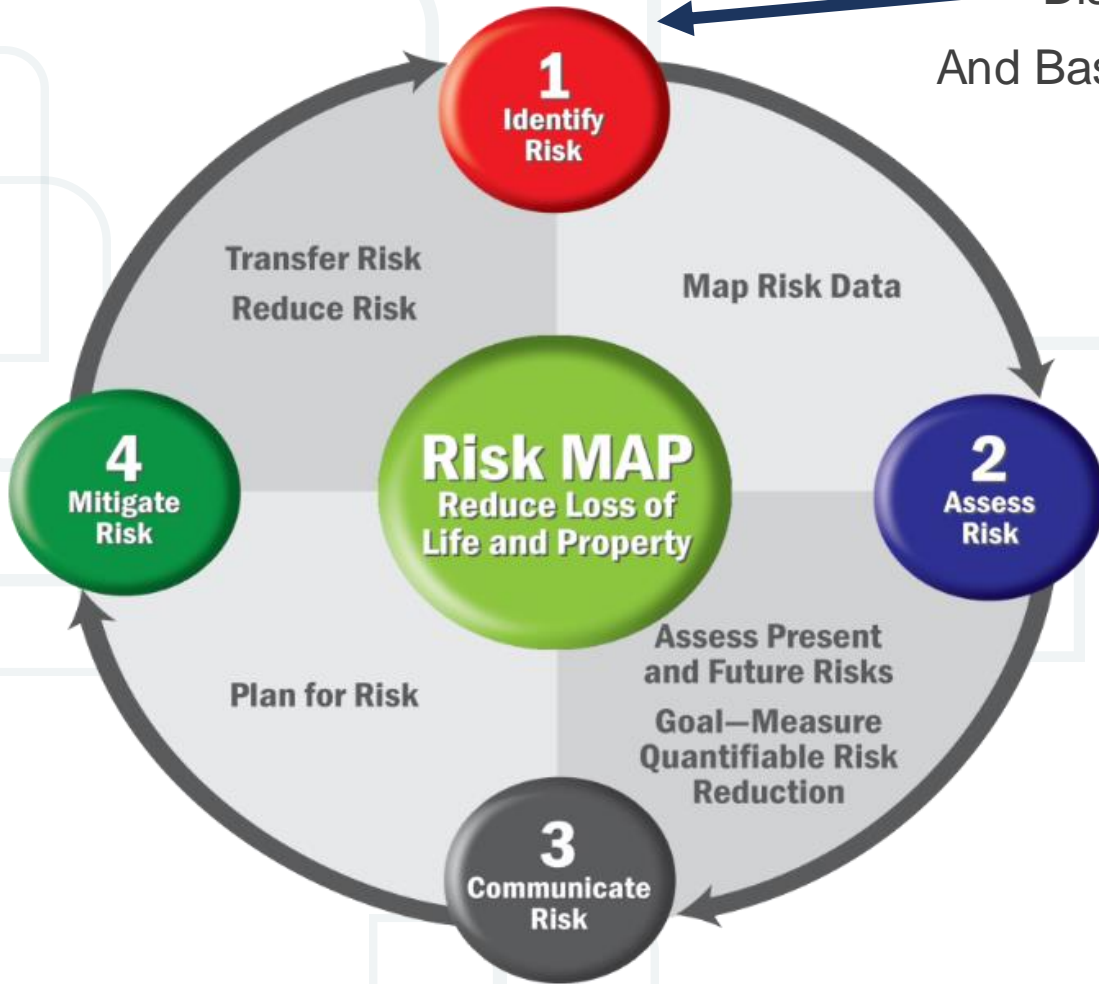 And
1
Identify
Risk
Transfer Risk
Reduce Risk
Map Risk Data
Risk MAP
Reduce Loss of
Life and Property
4
Mitigate
Risk
2
Assess
Risk
Assess Present
and Future Risks
Goal—Measure
Quantifiable Risk
Reduction
Plan for Risk
3
Communicate
Risk